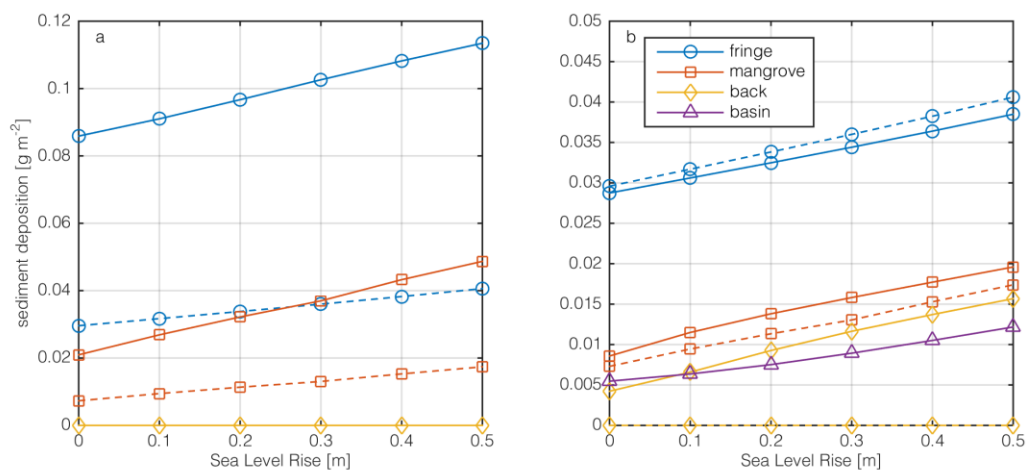 a
0.12
0.1
0.08
0.06
0.04
0.02
0
sediment deposition [g m⁻²]
0 0.1 0.2 0.3 0.4 0.5
Sea Level Rise [m]
b
fringe
mangrove
back
basin
0.05
0.045
0.04
0.035
0.03
0.025
0.02
0.015
0.01
0.005
0
0 0.1 0.2 0.3 0.4 0.5
Sea Level Rise [m]